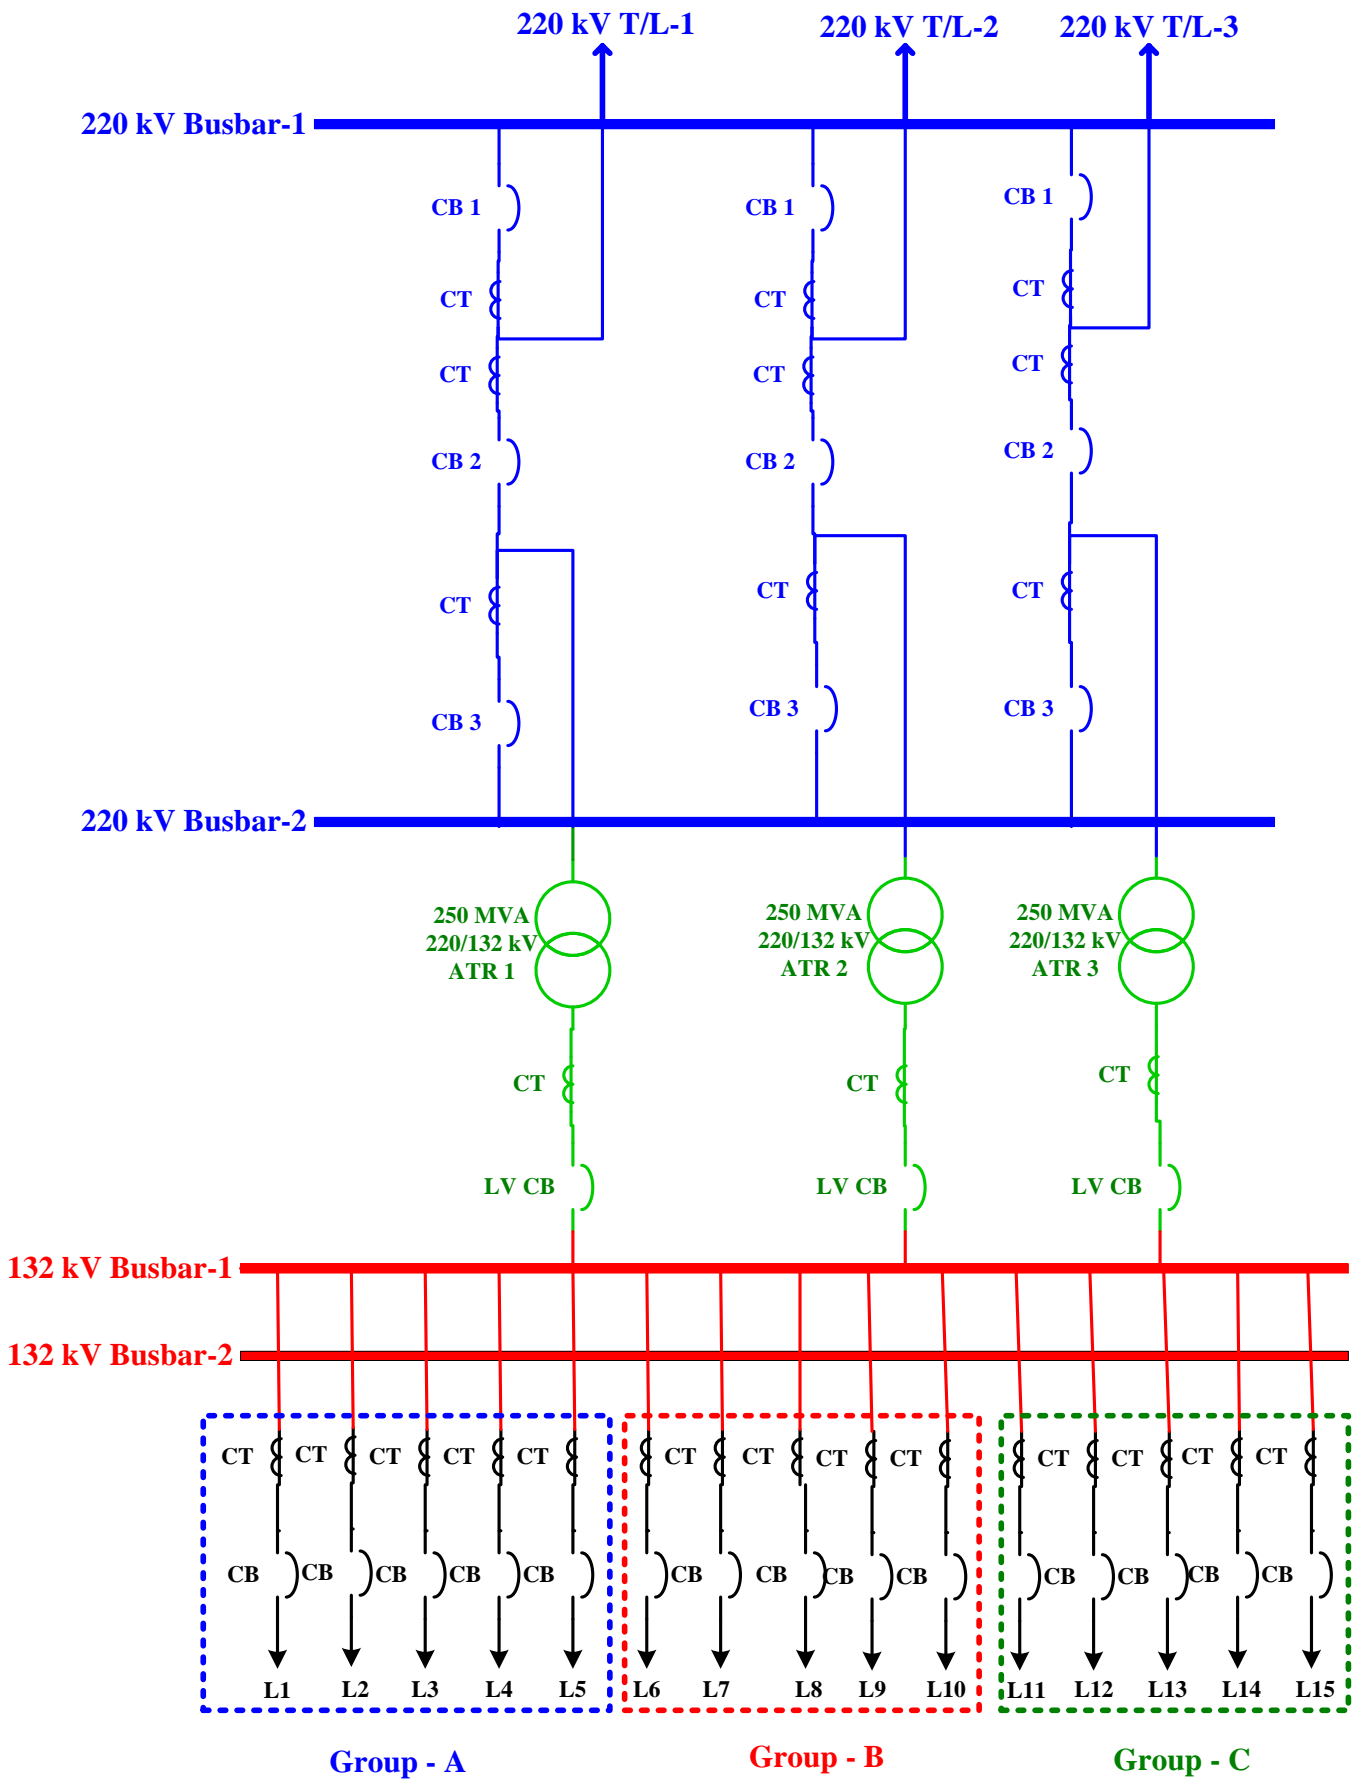 220 kV T/L-1
220 kV T/L-2
220 kV T/L-3
220 kV Busbar-1
CB 1
CB 1
CB 1
CT
CT
CT
CT
CT
CT
CB 2
CB 2
CB 2
CT
CT
CT
CB 3
CB 3
CB 3
220 kV Busbar-2
250 MVA
220/132 kV
ATR 1
250 MVA
220/132 kV
ATR 2
250 MVA
220/132 kV
ATR 3
CT
CT
CT
LV CB
LV CB
LV CB
132 kV Busbar-1
132 kV Busbar-2
CT CT CT CT CT CT CT CT CT CT CT CT CT CT
CB CB CB CB CB CB CB CB CB CB CB CB CB
L1 L2 L3 L4 L5 L6 L7 L8 L9 L10 L11 L12 L13 L14 L15
Group - A
Group - B
Group - C